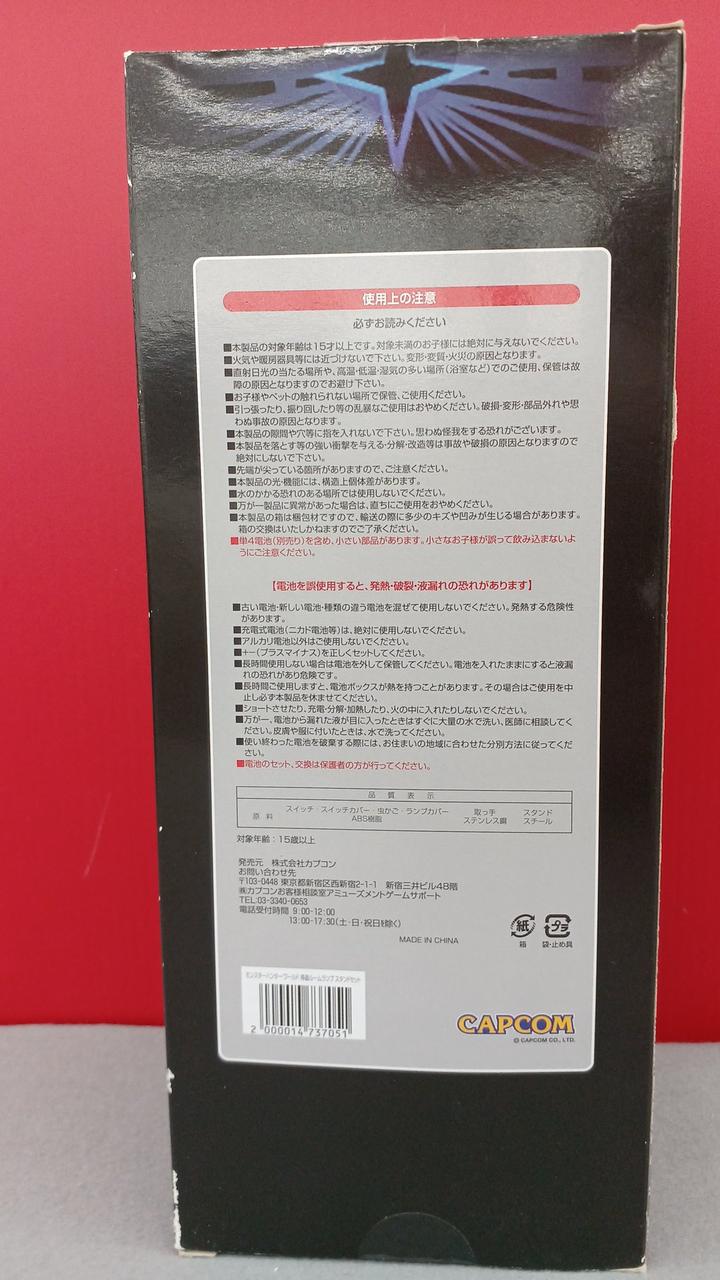 使用上の注意
必ずお読みください
■本製品の対象年齢は15才以上です。対象未満のお子様には絶対に与えないでください。
■火気や暖房器具等には近づけないで下さい。変形・変質・火災の原因となります。
■直射日光の当たる場所や、高温・低温・湿気の多い場所(浴室など)でのご使用、保管は故
障の原因となりますのでお避け下さい。
■お子様やペットの触れられない場所で保管、ご使用ください。
■引っ張ったり、振り回したり等の乱暴なご使用はおやめください。破損・変形・部品外れや思
わぬ事故の原因となります。
■本製品の隙間や穴等に指を入れないで下さい。思わぬ怪我をする恐れがございます。
■本製品を落とす等の強い衝撃を与える・分解・改造等は事故や破損の原因となりますので
絶対にしないで下さい。
■先端が尖っている箇所がありますので、ご注意ください。
■本製品の光・機能には、構造上個体差があります。
■水のかかる恐れのある場所では使用しないでください。
■万が一製品に異常があった場合は、直ちにご使用をおやめください。
■本製品の箱は梱包材ですので、輸送の際に多少のキズや凹みが生じる場合があります。
箱の交換はいたしかねますのでご了承ください。
■単4電池(別売り)を含め、小さい部品があります。小さなお子様が誤って飲み込まないよ
うにご注意ください。
【電池を誤使用すると、発熱・破裂・液漏れの恐れがあります】
■古い電池・新しい電池・種類の違う電池を混ぜて使用しないでください。発熱する危険性
があります。
■充電式電池(ニカド電池等)は、絶対に使用しないでください。
■アルカリ電池以外はご使用しないでください。
■+-(プラスマイナス)を正しくセットしてください。
■長時間使用しない場合は電池を外して保管してください。電池を入れたままにすると液漏
れの恐れがあり危険です。
■長時間ご使用しますと、電池ボックスが熱を持つことがあります。その場合はご使用を中
止し必ず本製品を休ませてください。
■ショートさせたり、充電・分解・加熱したり、火の中に入れたりしないでください。
■万が一、電池から漏れた液が目に入ったときはすぐに大量の水で洗い、医師に相談してく
ださい。皮膚や服に付いたときは、水で洗ってください。
■使い終わった電池を破棄する際には、お住まいの地域に合わせた分別方法に従ってくだ
さい。
■電池のセット、交換は保護者の方が行ってください。
品質表示
原料 スイッチ・スイッチカバー・虫かご・ランプカバー ABS樹脂 取っ手 ステンレス鋼 スタンド スチール
対象年齢:15歳以上
発売元 株式会社カプコン
お問い合わせ先
〒103-0448 東京都新宿区西新宿2-1-1 新宿三井ビル48階
㈱カプコンお客様相談室アミューズメントゲームサポート
TEL:03-3340-0653
電話受付時間 9:00-12:00
13:00-17:30(土・日・祝日を除く)
紙 プラ
箱 袋・止め具
MADE IN CHINA
モンスターハンターワールド 導蟲ルームランプ スタンドセット
2 000014 737051
CAPCOM
© CAPCOM CO., LTD.